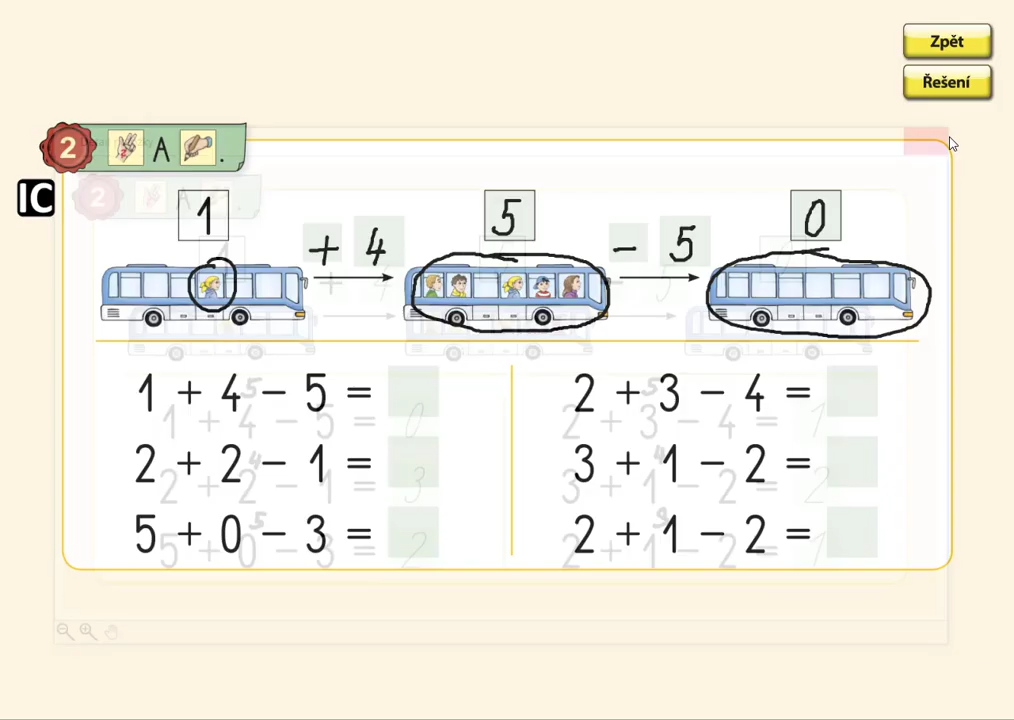 Zpět
Řešení
2 A .
IC
1 + 4 5 - 5 0
1 + 4 - 5 =
2 + 2 - 1 =
5 + 0 - 3 =
2 + 3 - 4 =
3 + 1 - 2 =
2 + 1 - 2 =